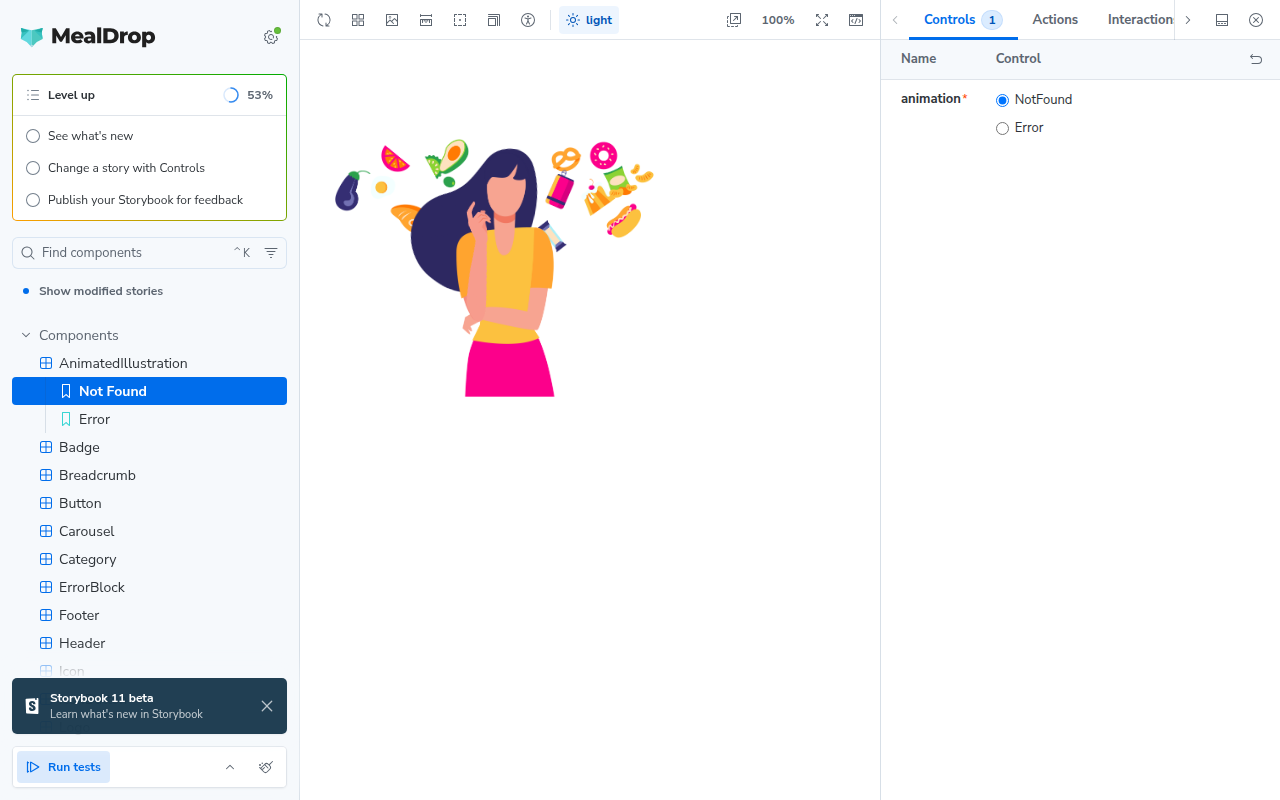 MealDrop
Level up
53%
See what's new
Change a story with Controls
Publish your Storybook for feedback
Find components
^ K
Show modified stories
Components
AnimatedIllustration
Not Found
Error
Badge
Breadcrumb
Button
Carousel
Category
ErrorBlock
Footer
Header
Icon
Storybook 11 beta
Learn what's new in Storybook
Run tests
light
100%
Controls 1
Actions
Interaction
Name
Control
animation*
NotFound
Error